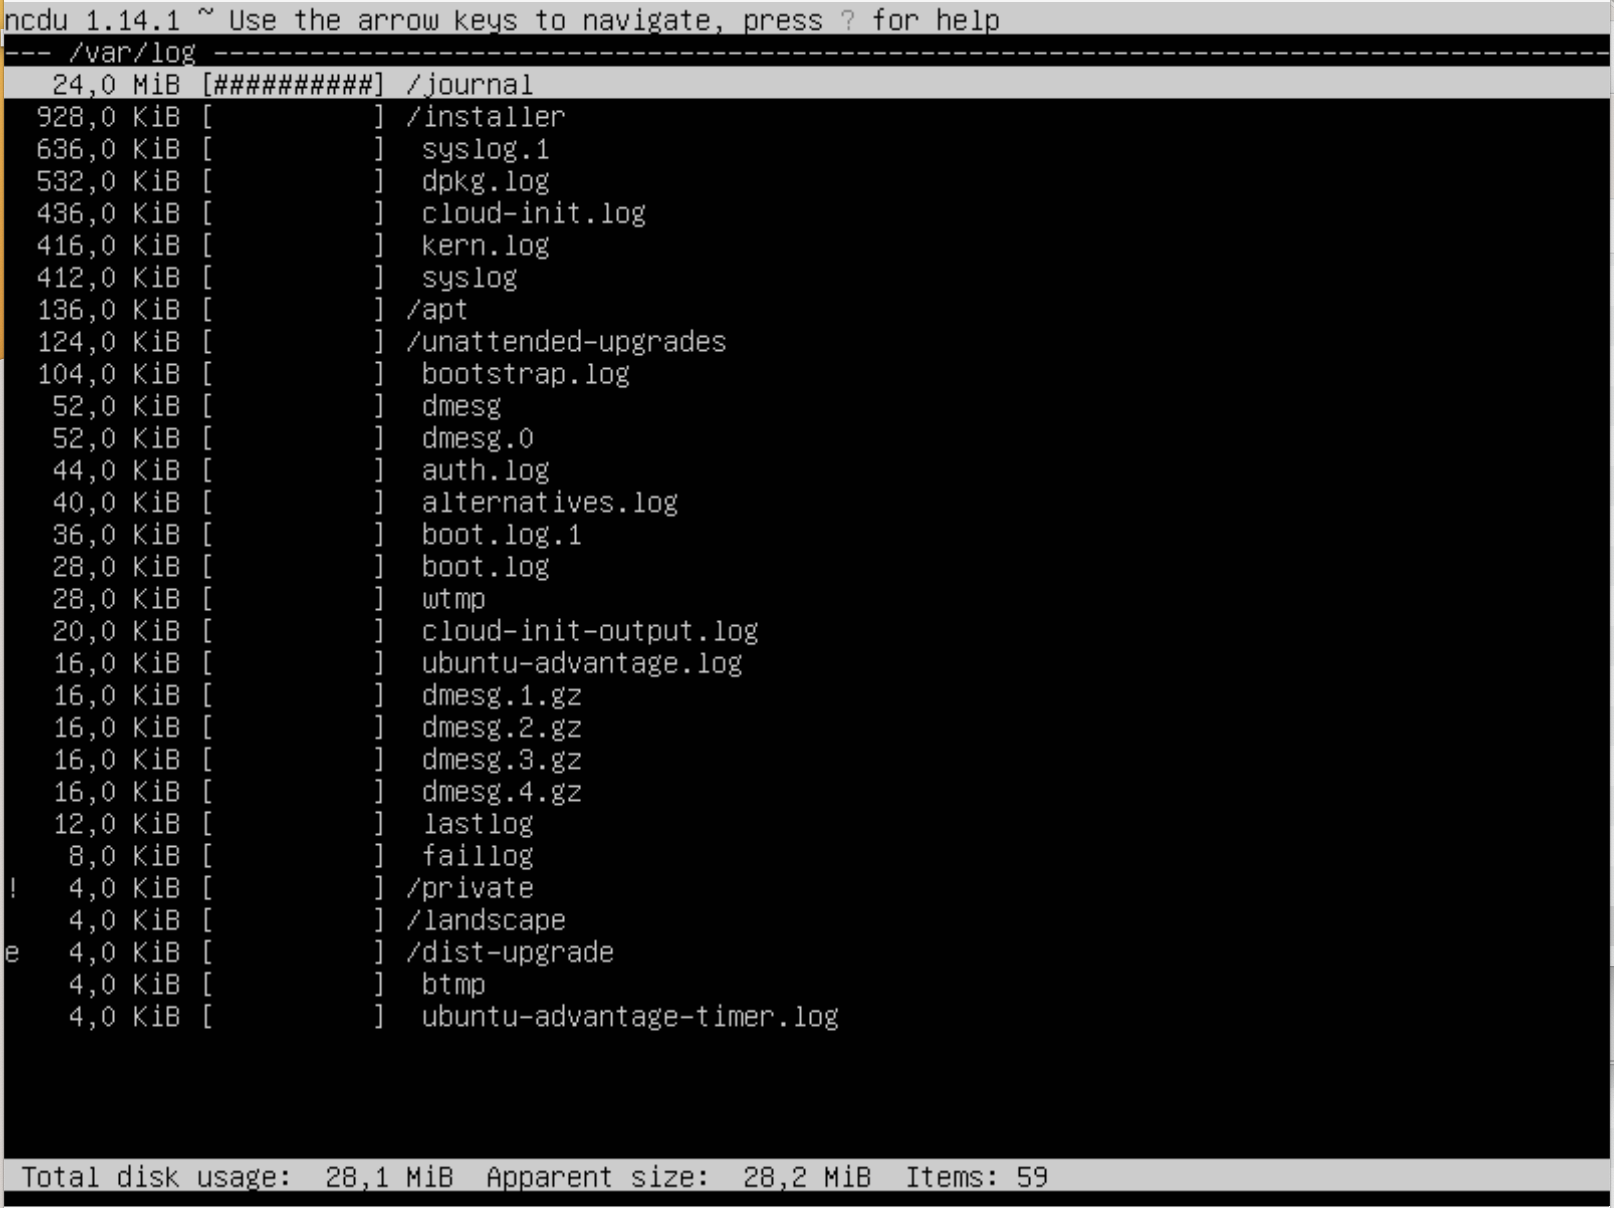 ncdu 1.14.1 ~ Use the arrow keys to navigate, press ? for help
--- /var/log ---------------------------------------------------------------------------------------
   24,0 MiB [##########] /journal
  928,0 KiB [          ] /installer
  636,0 KiB [          ]  syslog.1
  532,0 KiB [          ]  dpkg.log
  436,0 KiB [          ]  cloud-init.log
  416,0 KiB [          ]  kern.log
  412,0 KiB [          ]  syslog
  136,0 KiB [          ] /apt
  124,0 KiB [          ] /unattended-upgrades
  104,0 KiB [          ]  bootstrap.log
   52,0 KiB [          ]  dmesg
   52,0 KiB [          ]  dmesg.0
   44,0 KiB [          ]  auth.log
   40,0 KiB [          ]  alternatives.log
   36,0 KiB [          ]  boot.log.1
   28,0 KiB [          ]  boot.log
   28,0 KiB [          ]  wtmp
   20,0 KiB [          ]  cloud-init-output.log
   16,0 KiB [          ]  ubuntu-advantage.log
   16,0 KiB [          ]  dmesg.1.gz
   16,0 KiB [          ]  dmesg.2.gz
   16,0 KiB [          ]  dmesg.3.gz
   16,0 KiB [          ]  dmesg.4.gz
   12,0 KiB [          ]  lastlog
    8,0 KiB [          ]  faillog
!   4,0 KiB [          ] /private
    4,0 KiB [          ] /landscape
e   4,0 KiB [          ] /dist-upgrade
    4,0 KiB [          ]  btmp
    4,0 KiB [          ]  ubuntu-advantage-timer.log
Total disk usage:  28,1 MiB  Apparent size:  28,2 MiB  Items: 59